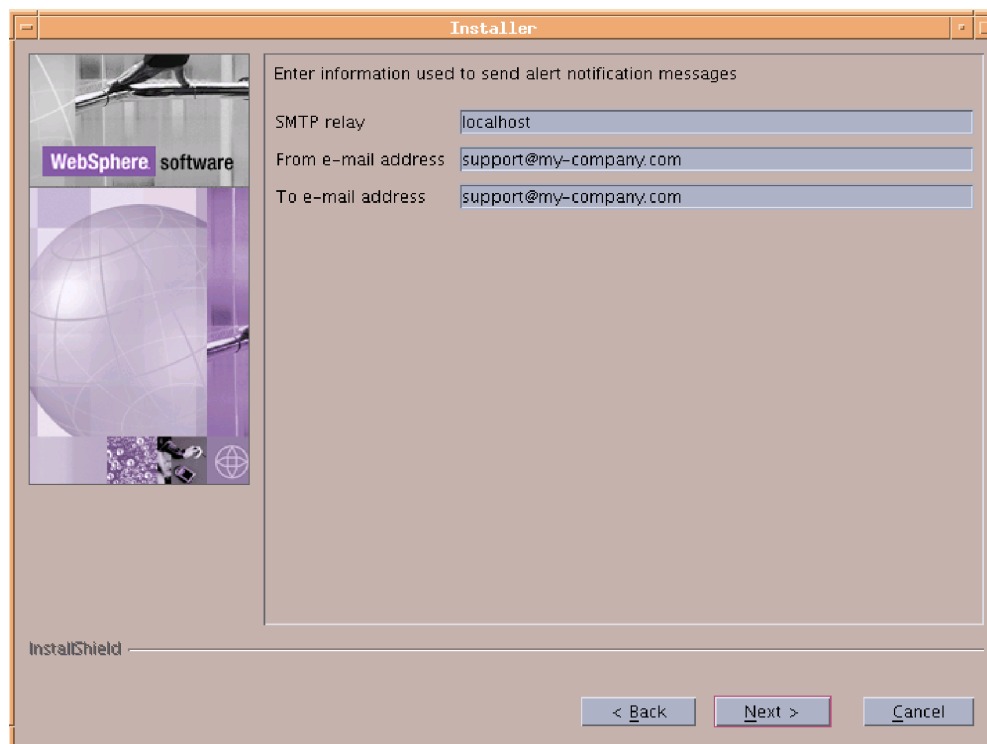 Installer
WebSphere software
Enter information used to send alert notification messages
SMTP relay localhost
From e-mail address support@my-company.com
To e-mail address support@my-company.com
InstallShield
< Back Next > Cancel